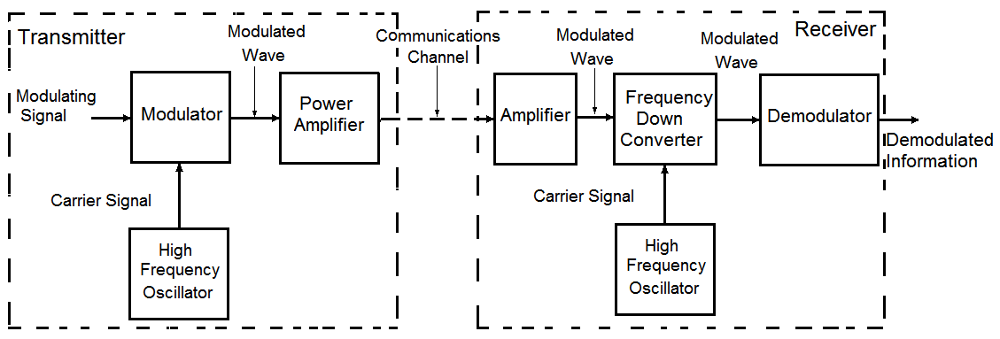 Transmitter
Modulated
Wave
Communications
Channel
Modulated
Wave
Modulated
Wave
Receiver
Modulating
Signal
Modulator
Power
Amplifier
Amplifier
Frequency
Down
Converter
Demodulator
Demodulated
Information
Carrier Signal
Carrier Signal
High
Frequency
Oscillator
High
Frequency
Oscillator